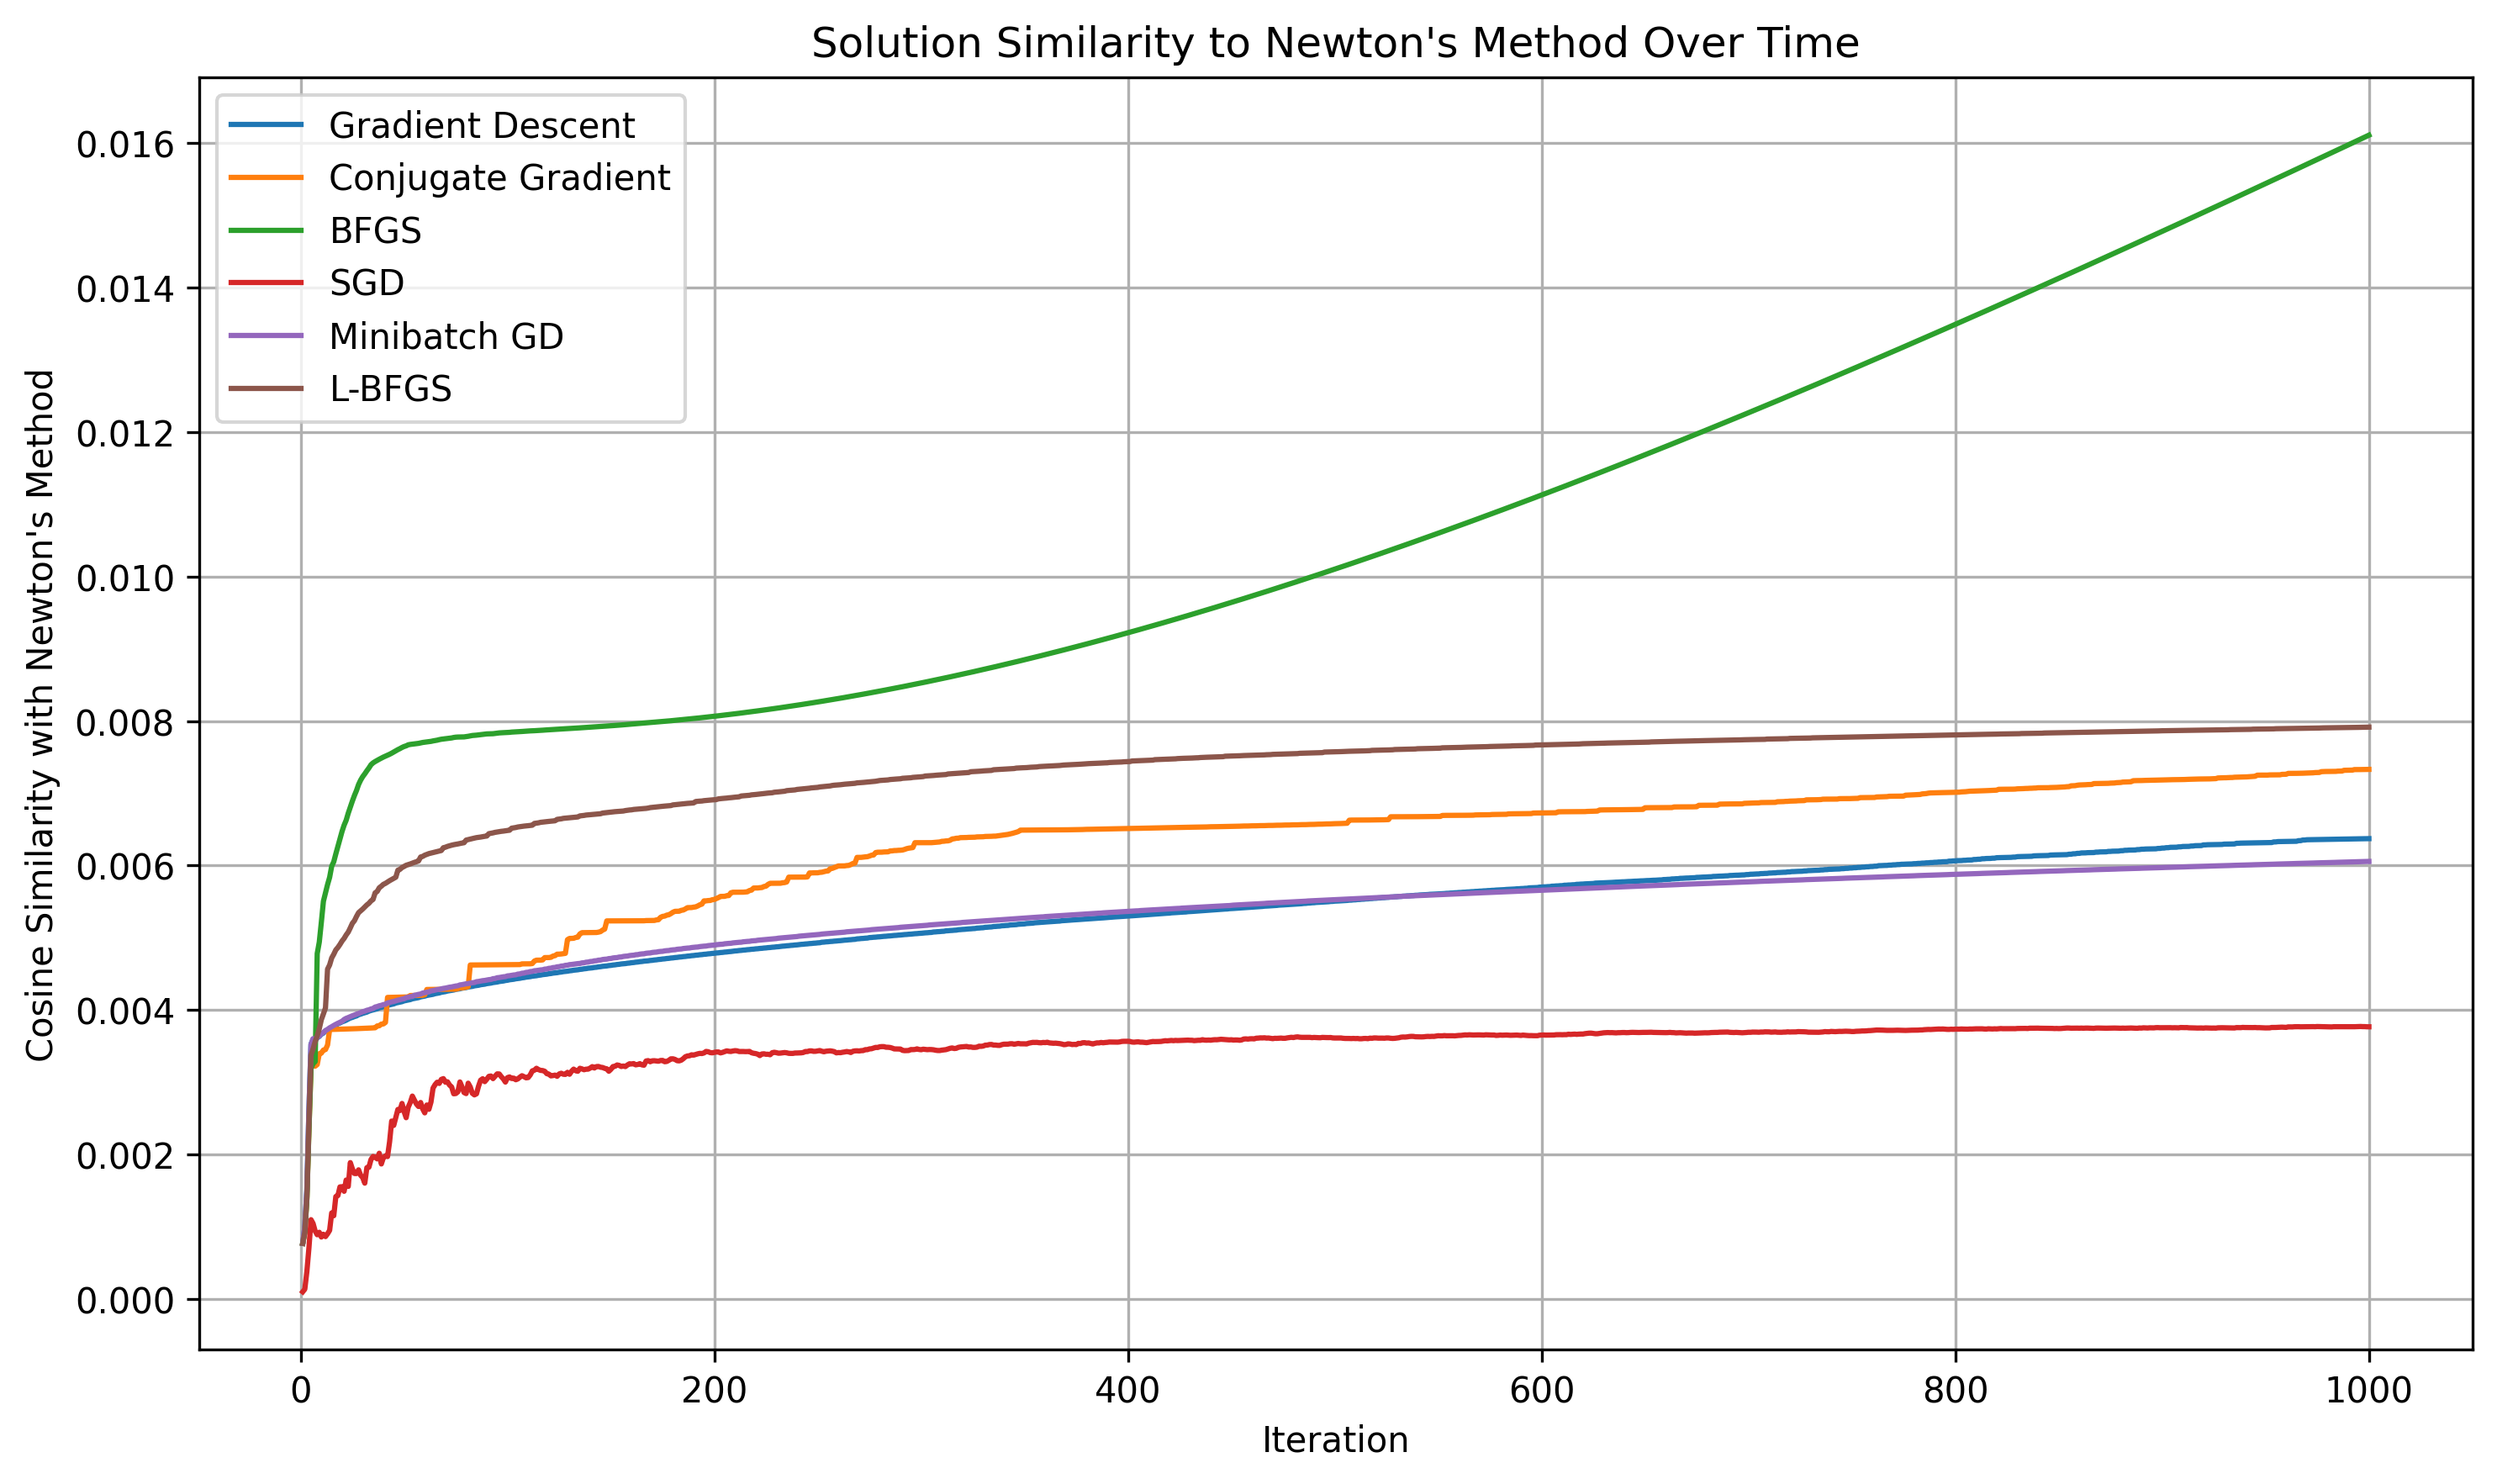 Solution Similarity to Newton's Method Over Time
Gradient Descent
Conjugate Gradient
BFGS
SGD
Minibatch GD
L-BFGS
Cosine Similarity with Newton's Method
0.016
0.014
0.012
0.010
0.008
0.006
0.004
0.002
0.000
0 200 400 600 800 1000
Iteration